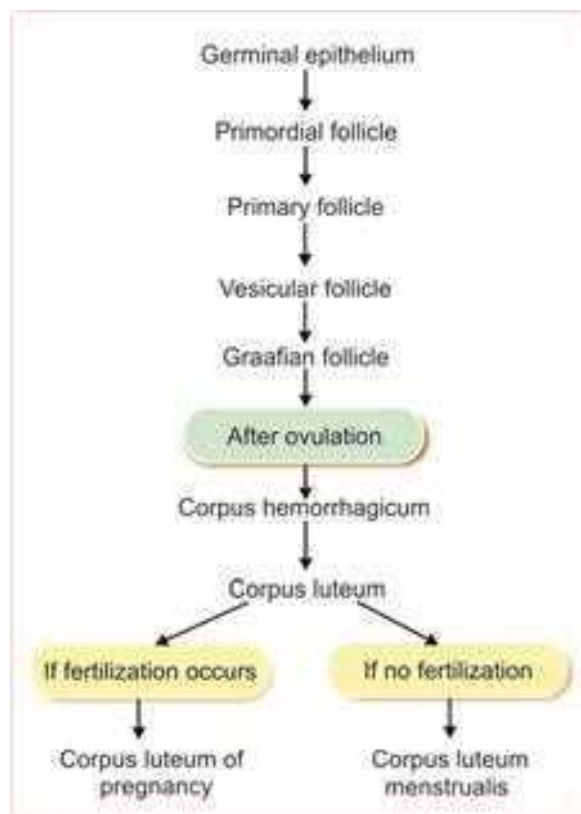 Germinal epithelium
Primordial follicle
Primary follicle
Vesicular follicle
Graafian follicle
After ovulation
Corpus hemorrhagicum
Corpus luteum
If fertilization occurs
If no fertilization
Corpus luteum of
pregnancy
Corpus luteum
menstrualis